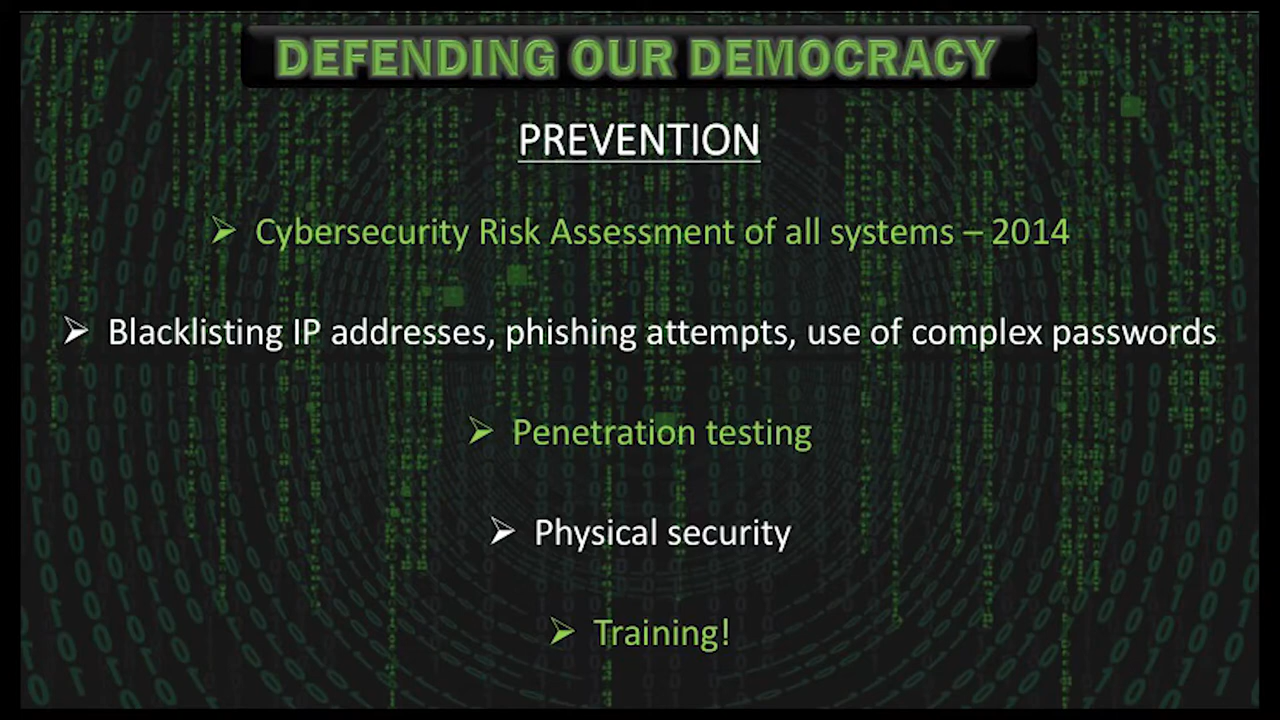 DEFENDING OUR DEMOCRACY
PREVENTION
➢ Cybersecurity Risk Assessment of all systems – 2014
➢ Blacklisting IP addresses, phishing attempts, use of complex passwords
➢ Penetration testing
➢ Physical security
➢ Training!